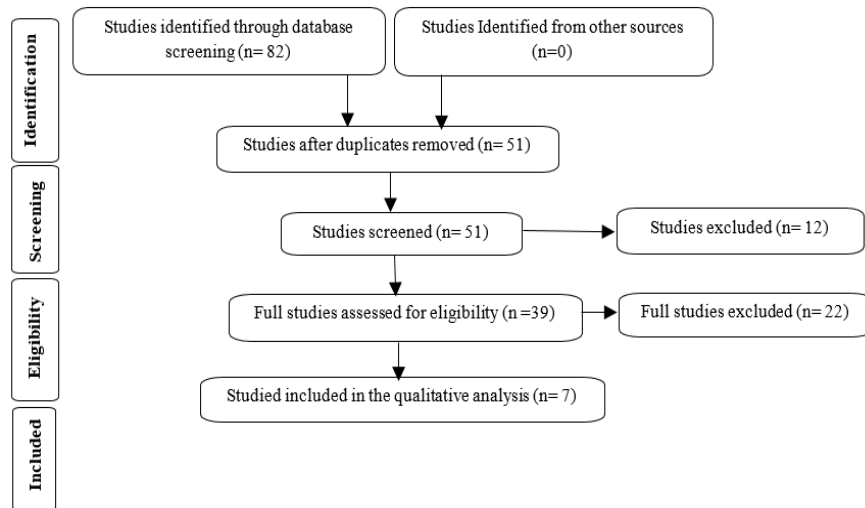 Studies identified through database
screening (n= 82)
Studies Identified from other sources
(n=0)
Identification
Studies after duplicates removed (n= 51)
Screening
Studies screened (n= 51)
Studies excluded (n= 12)
Eligibility
Full studies assessed for eligibility (n =39)
Full studies excluded (n= 22)
Studied included in the qualitative analysis (n= 7)
Included